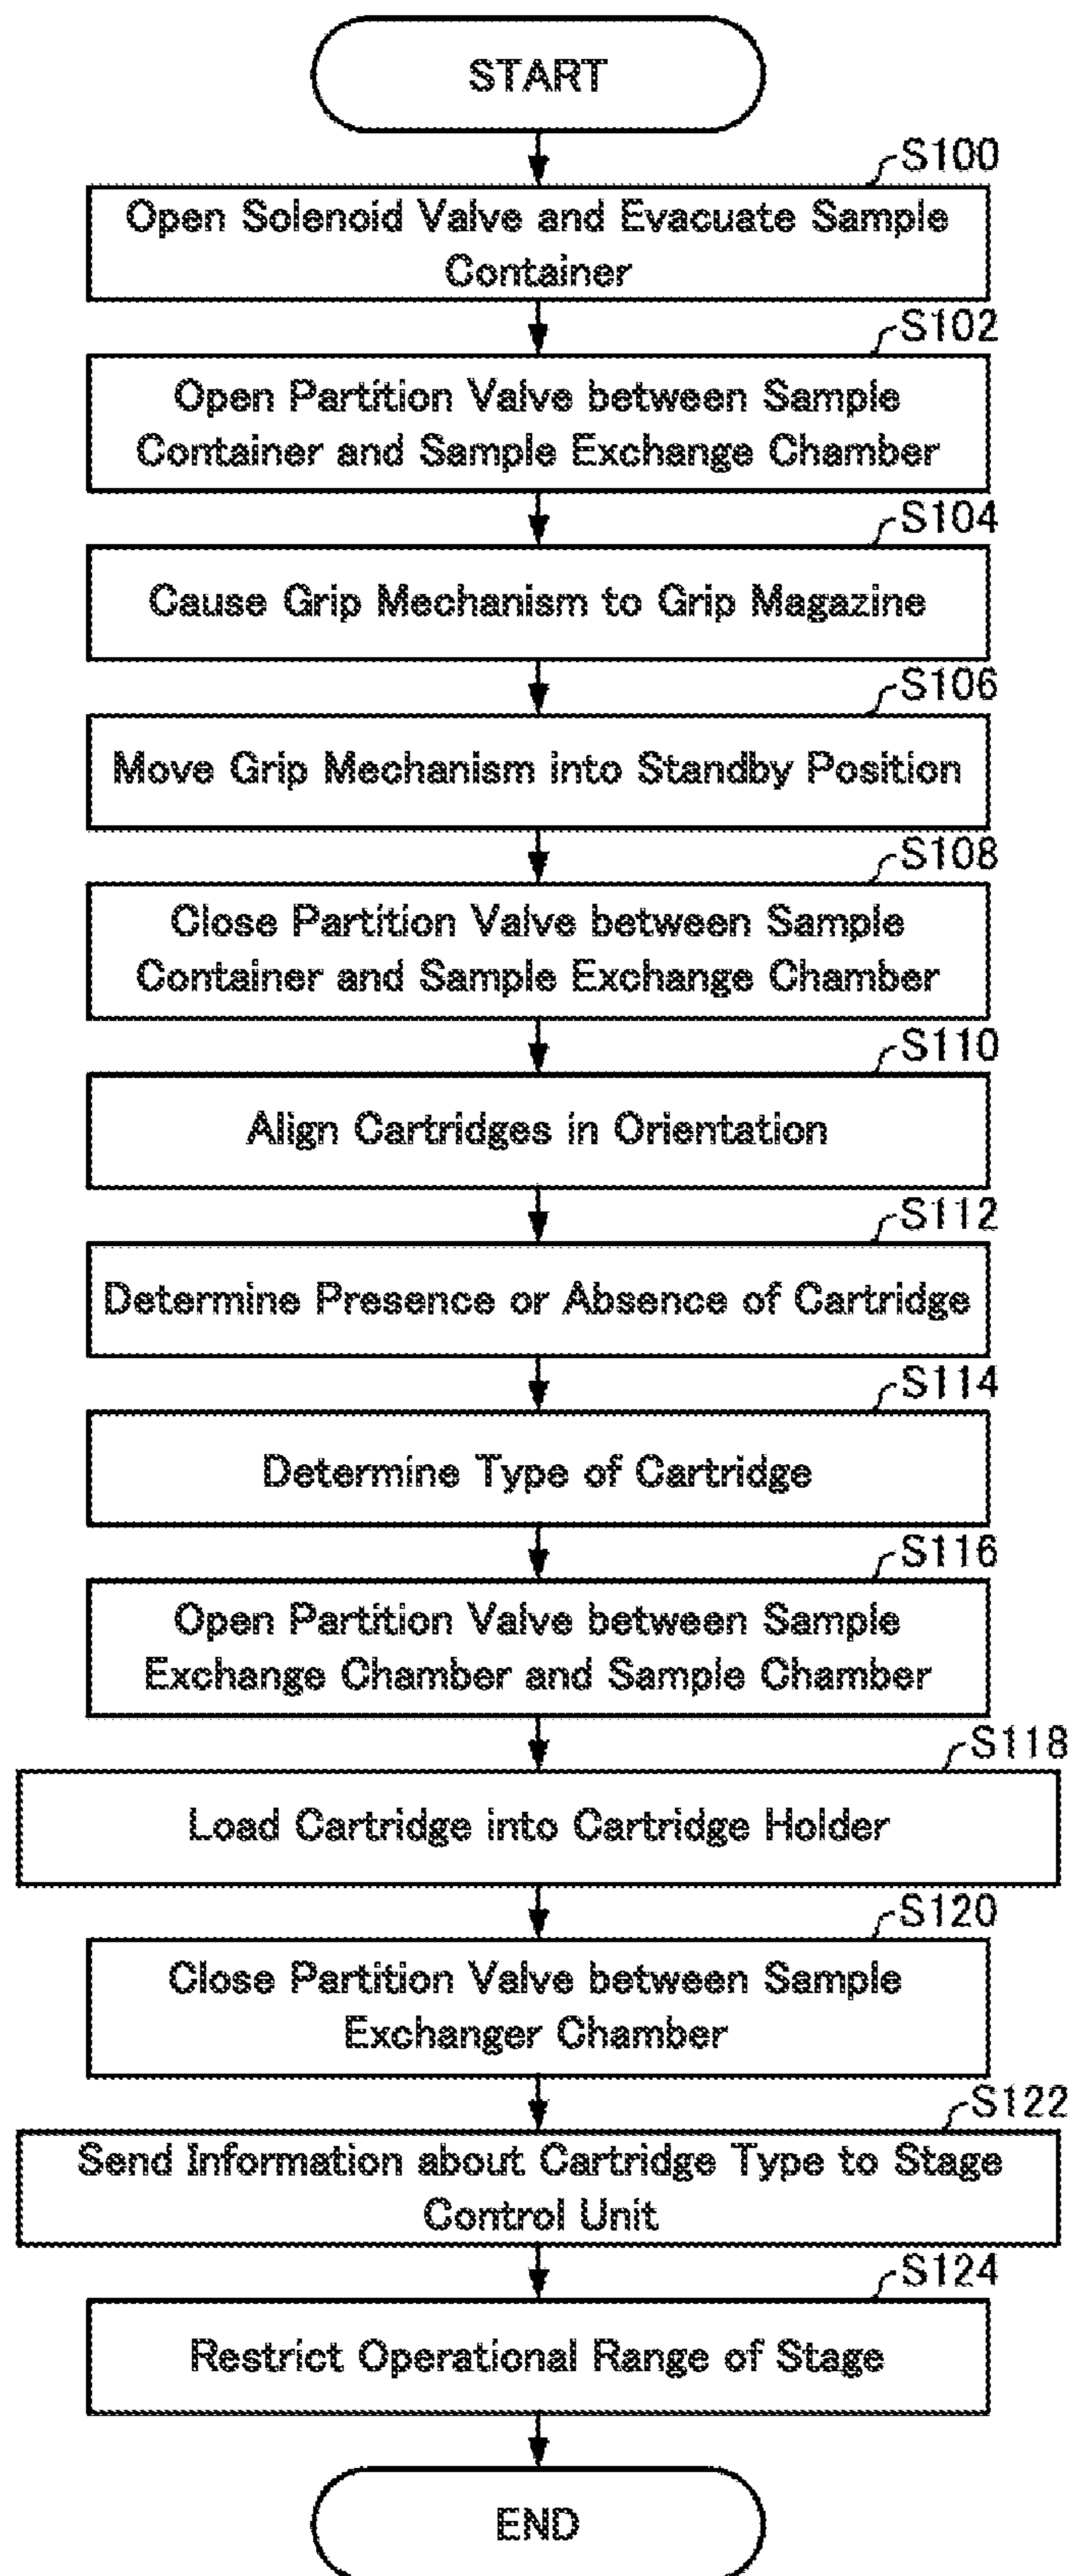 START
S100
Open Solenoid Valve and Evacuate Sample
Container
S102
Open Partition Valve between Sample
Container and Sample Exchange Chamber
S104
Cause Grip Mechanism to Grip Magazine
S106
Move Grip Mechanism into Standby Position
S108
Close Partition Valve between Sample
Container and Sample Exchange Chamber
S110
Align Cartridges in Orientation
S112
Determine Presence or Absence of Cartridge
S114
Determine Type of Cartridge
S116
Open Partition Valve between Sample
Exchange Chamber and Sample Chamber
S118
Load Cartridge into Cartridge Holder
S120
Close Partition Valve between Sample
Exchanger Chamber
S122
Send Information about Cartridge Type to Stage
Control Unit
S124
Restrict Operational Range of Stage
END